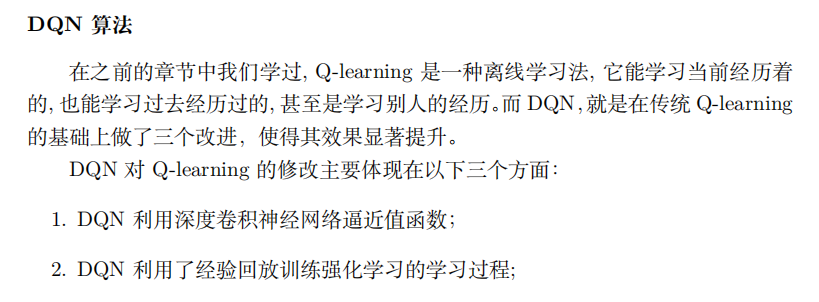 DQN 算法
在之前的章节中我们学过, Q-learning 是一种离线学习法, 它能学习当前经历着
的, 也能学习过去经历过的, 甚至是学习别人的经历。而 DQN, 就是在传统 Q-learning
的基础上做了三个改进，使得其效果显著提升。
DQN 对 Q-learning 的修改主要体现在以下三个方面：
1. DQN 利用深度卷积神经网络逼近值函数；
2. DQN 利用了经验回放训练强化学习的学习过程;